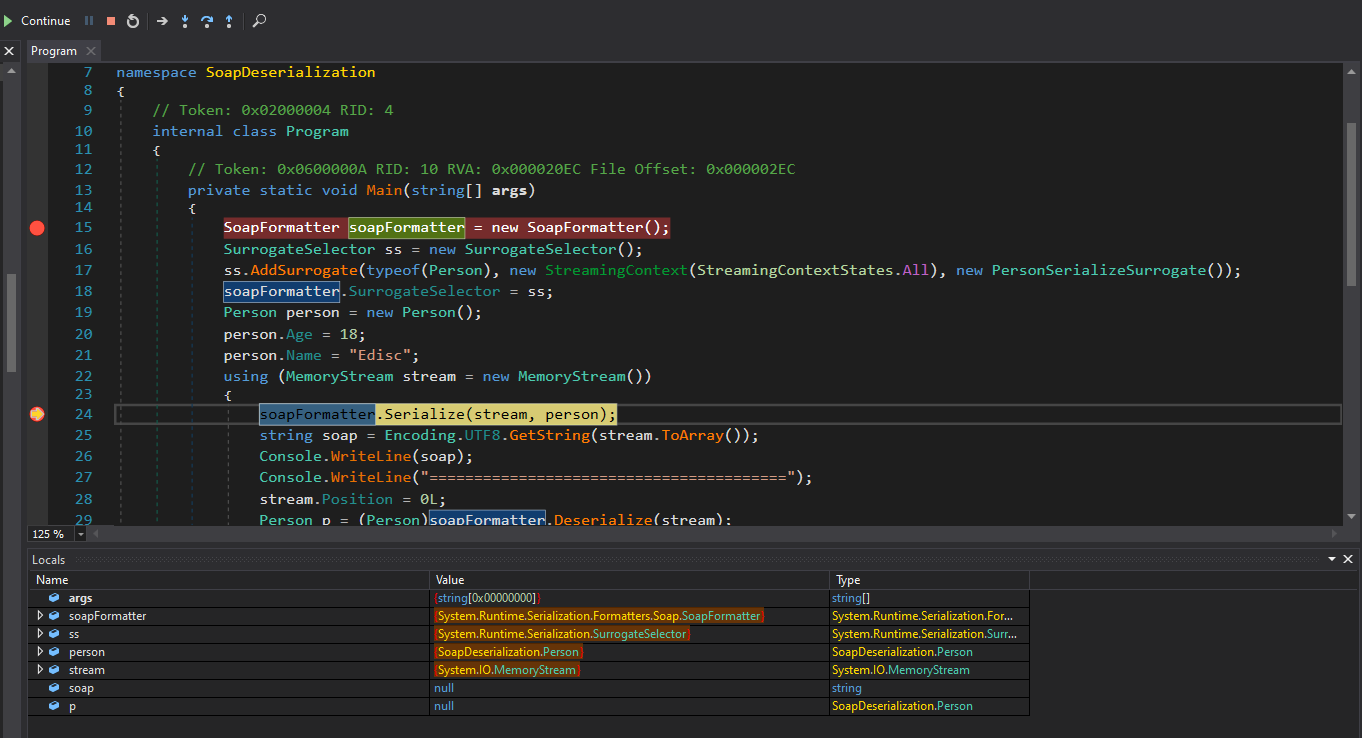 Continue
Program
7 namespace SoapDeserialization
8 {
9 // Token: 0x02000004 RID: 4
10 internal class Program
11 {
12 // Token: 0x0600000A RID: 10 RVA: 0x000020EC File Offset: 0x000002EC
13 private static void Main(string[] args)
14 {
15 SoapFormatter soapFormatter = new SoapFormatter();
16 SurrogateSelector ss = new SurrogateSelector();
17 ss.AddSurrogate(typeof(Person), new StreamingContext(StreamingContextStates.All), new PersonSerializeSurrogate());
18 soapFormatter.SurrogateSelector = ss;
19 Person person = new Person();
20 person.Age = 18;
21 person.Name = "Edisc";
22 using (MemoryStream stream = new MemoryStream())
23 {
24 soapFormatter.Serialize(stream, person);
25 string soap = Encoding.UTF8.GetString(stream.ToArray());
26 Console.WriteLine(soap);
27 Console.WriteLine("========================================");
28 stream.Position = 0L;
29 Person p = (Person)soapFormatter.Deserialize(stream);
125 %
Locals
Name Value Type
args {string[0x00000000]} string[]
soapFormatter {System.Runtime.Serialization.Formatters.Soap.SoapFormatter} System.Runtime.Serialization.For...
ss {System.Runtime.Serialization.SurrogateSelector} System.Runtime.Serialization.Surr...
person {SoapDeserialization.Person} SoapDeserialization.Person
stream {System.IO.MemoryStream} System.IO.MemoryStream
soap null string
p null SoapDeserialization.Person